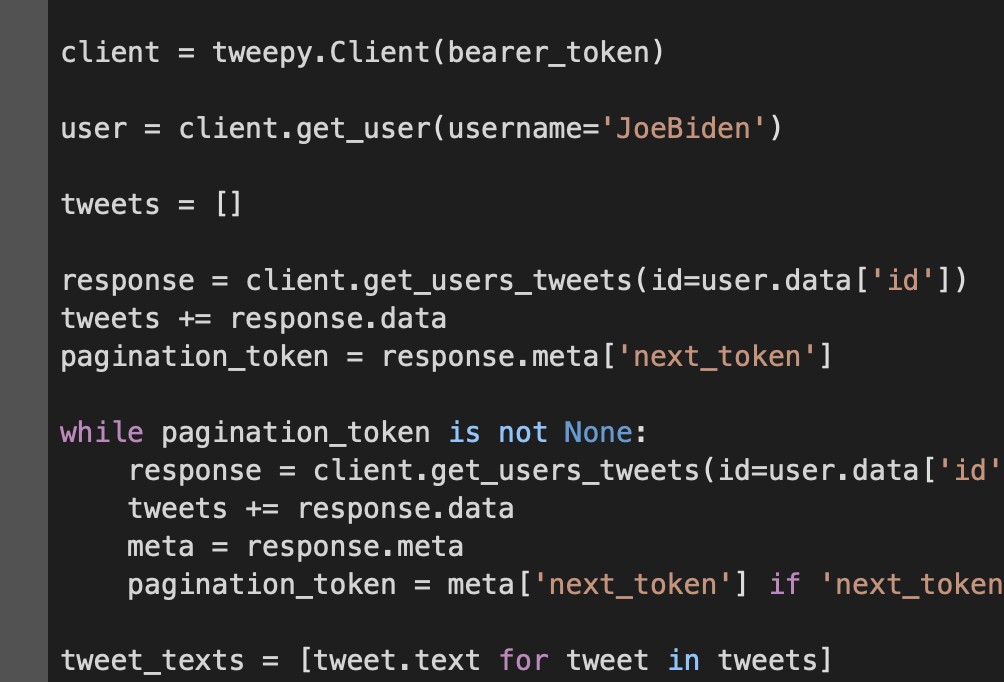 client = tweepy.Client(bearer_token)
user = client.get_user(username='JoeBiden')
tweets = []
response = client.get_users_tweets(id=user.data['id'])
tweets += response.data
pagination_token = response.meta['next_token']
while pagination_token is not None:
    response = client.get_users_tweets(id=user.data['id'
    tweets += response.data
    meta = response.meta
    pagination_token = meta['next_token'] if 'next_token
tweet_texts = [tweet.text for tweet in tweets]